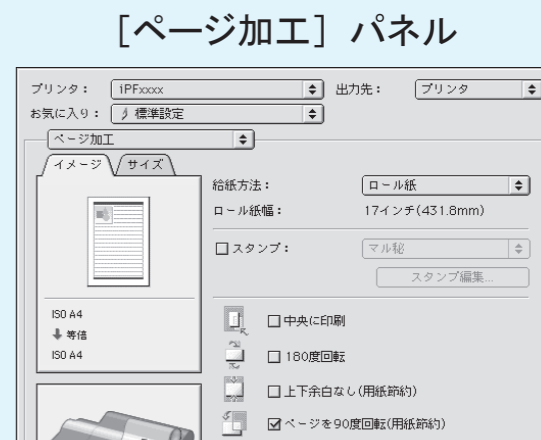 ［ページ加工］パネル
プリンタ： iPFxxxx 出力先： プリンタ
お気に入り： 標準設定
ページ加工
イメージ サイズ
給紙方法： ロール紙
ロール紙幅： 17インチ(431.8mm)
スタンプ： マル秘
スタンプ編集...
ISO A4
等倍
ISO A4
中央に印刷
180度回転
上下余白なし(用紙節約)
ページを90度回転(用紙節約)